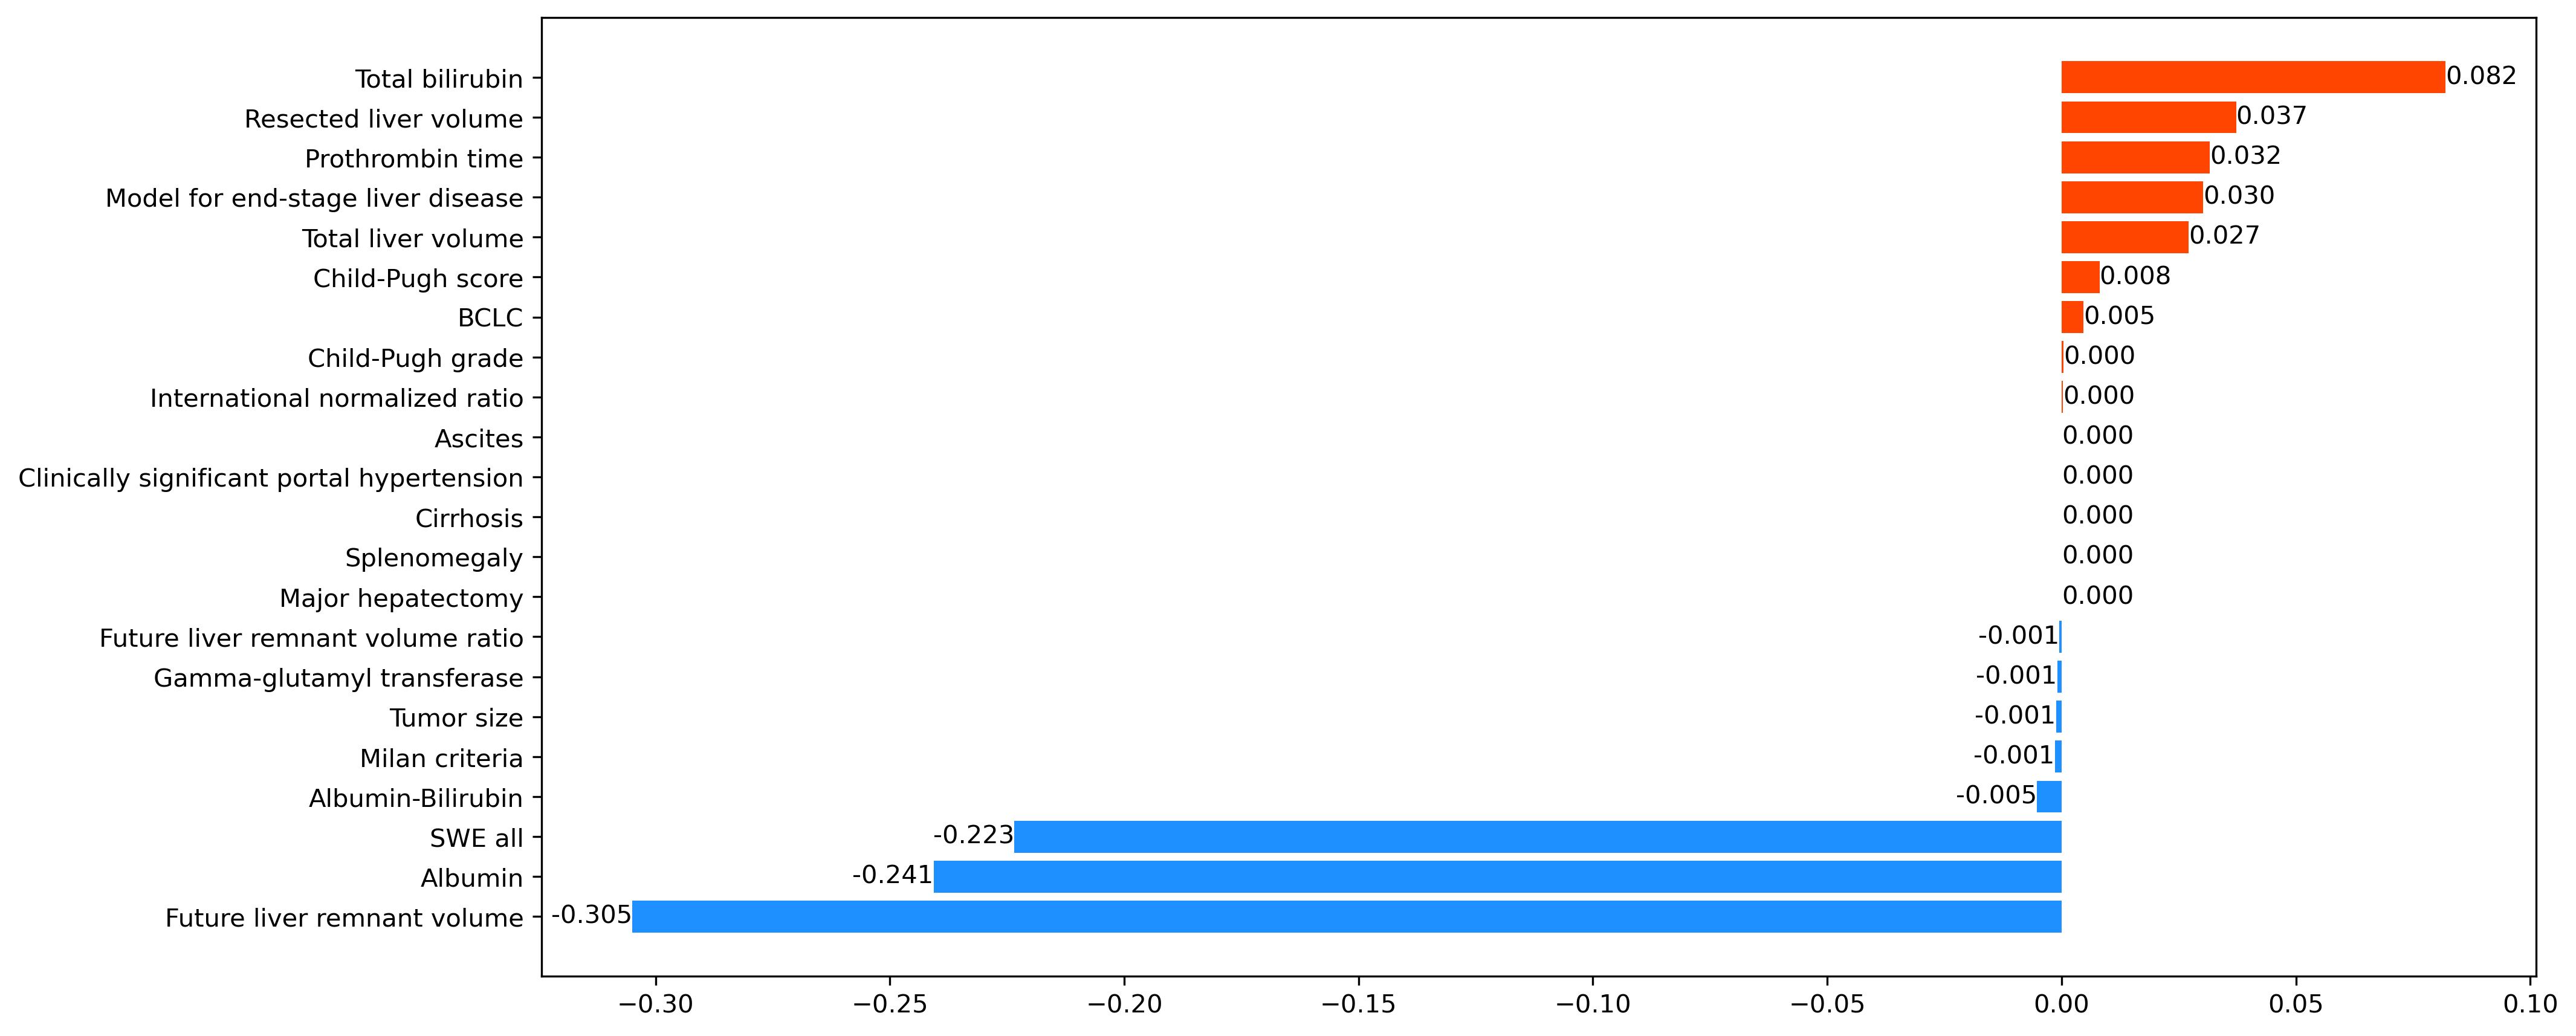 Total bilirubin 0.082
Resected liver volume 0.037
Prothrombin time 0.032
Model for end-stage liver disease 0.030
Total liver volume 0.027
Child-Pugh score 0.008
BCLC 0.005
Child-Pugh grade 0.000
International normalized ratio 0.000
Ascites 0.000
Clinically significant portal hypertension 0.000
Cirrhosis 0.000
Splenomegaly 0.000
Major hepatectomy 0.000
Future liver remnant volume ratio -0.001
Gamma-glutamyl transferase -0.001
Tumor size -0.001
Milan criteria -0.001
Albumin-Bilirubin -0.005
SWE all -0.223
Albumin -0.241
Future liver remnant volume -0.305
−0.30 −0.25 −0.20 −0.15 −0.10 −0.05 0.00 0.05 0.10